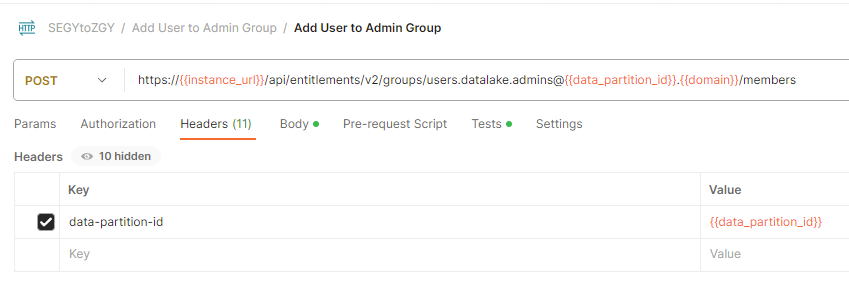 HTTP SEGYtoZGY / Add User to Admin Group / Add User to Admin Group
POST https://{{instance_url}}/api/entitlements/v2/groups/users.datalake.admins@{{data_partition_id}}.{{domain}}/members
Params Authorization Headers (11) Body Pre-request Script Tests Settings
Headers 10 hidden
Key Value
data-partition-id {{data_partition_id}}
Key Value